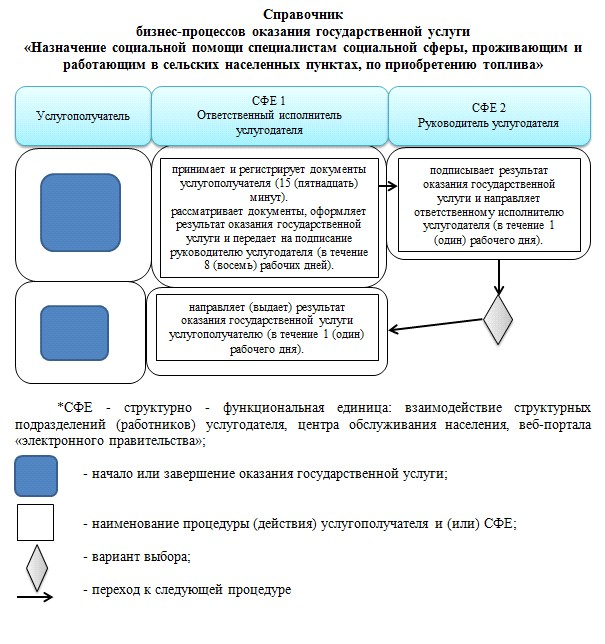 Справочник
бизнес-процессов оказания государственной услуги
«Назначение социальной помощи специалистам социальной сферы, проживающим и
работающим в сельских населенных пунктах, по приобретению топлива»
Услугополучатель
СФЕ 1
Ответственный исполнитель
услугодателя
СФЕ 2
Руководитель услугодателя
принимает и регистрирует документы
услугополучателя (15 (пятнадцать)
минут).
рассматривает документы, оформляет
результат оказания государственной
услуги и передает на подписание
руководителю услугодателя (в течение
8 (восемь) рабочих дней).
подписывает результат
оказания государственной
услуги и направляет
ответственному исполнителю
услугодателя (в течение 1
(один) рабочего дня).
направляет (выдает) результат
оказания государственной услуги
услугополучателю (в течение 1 (один)
рабочего дня).
*СФЕ - структурно - функциональная единица: взаимодействие структурных
подразделений (работников) услугодателя, центра обслуживания населения, веб-портала
«электронного правительства»;
- начало или завершение оказания государственной услуги;
- наименование процедуры (действия) услугополучателя и (или) СФЕ;
- вариант выбора;
- переход к следующей процедуре